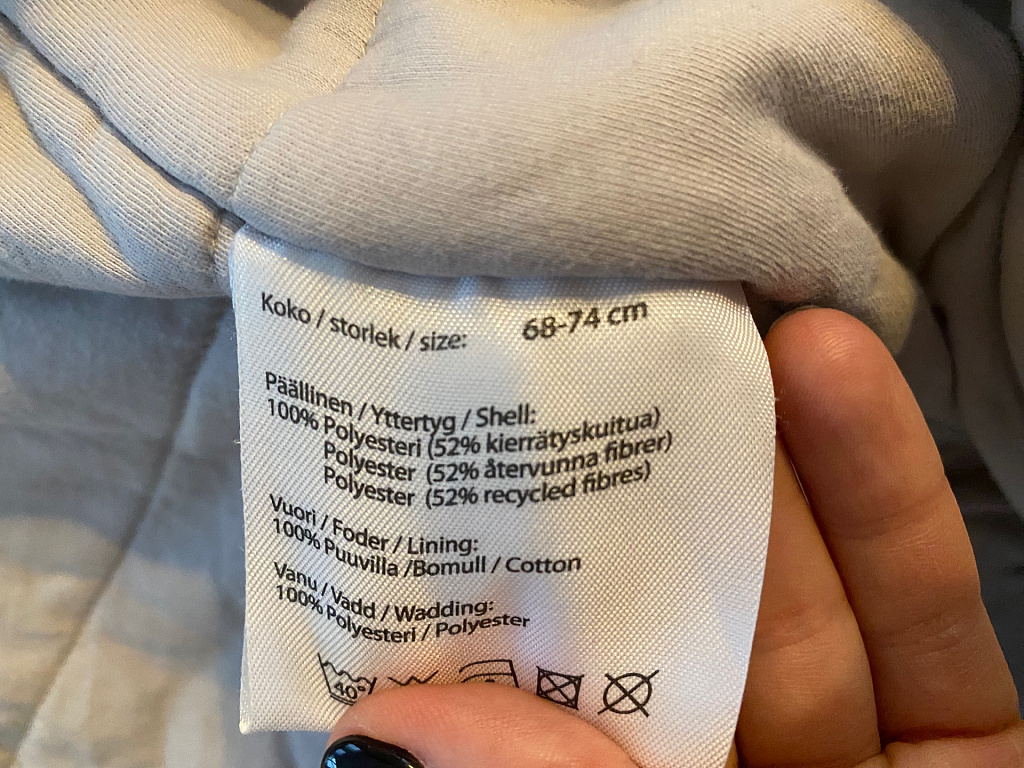 Koko / storlek / size: 68-74 cm
Päällinen / Yttertyg / Shell:
100% Polyesteri (52% kierrätyskuitua)
Polyester (52% återvunna fibrer)
Polyester (52% recycled fibres)
Vuori / Foder / Lining:
100% Puuvilla /Bomull / Cotton
Vanu / Vadd / Wadding:
100% Polyesteri / Polyester
40°